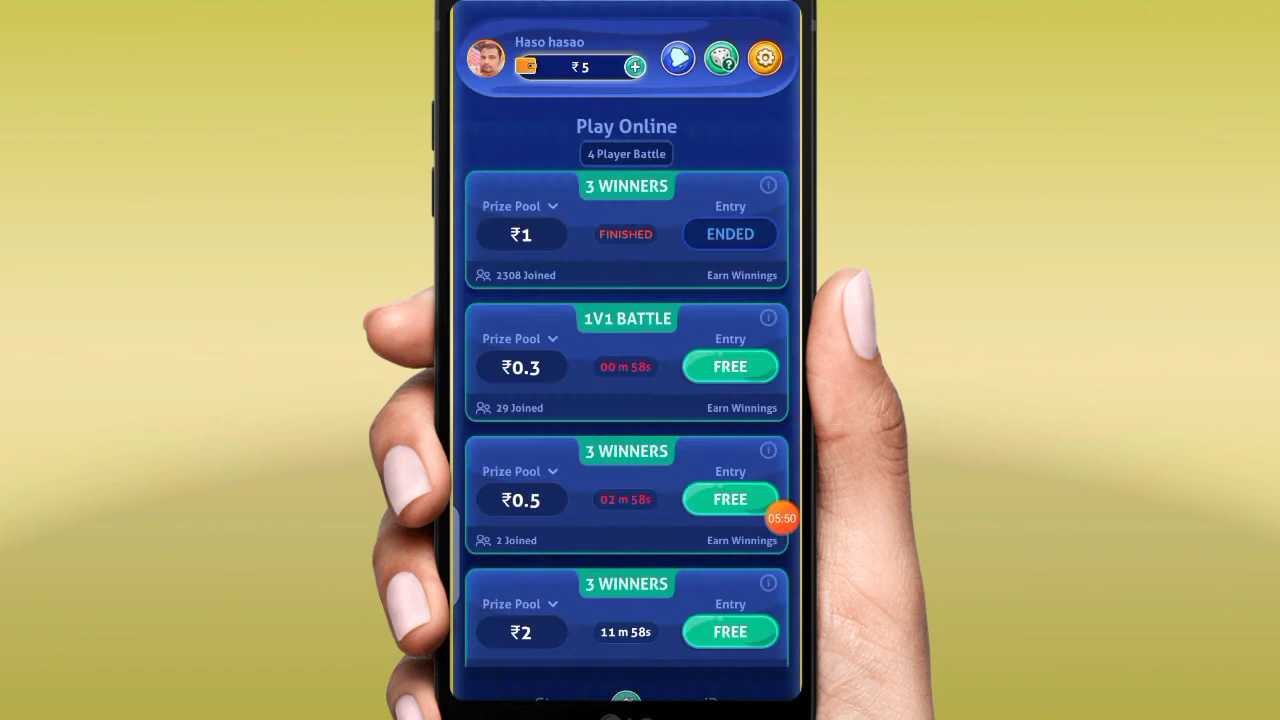 Haso hasao
₹ 5
Play Online
4 Player Battle
3 WINNERS
Prize Pool
Entry
₹1
FINISHED
ENDED
2308 Joined
Earn Winnings
1V1 BATTLE
Prize Pool
Entry
₹0.3
00 m 58s
FREE
29 Joined
Earn Winnings
3 WINNERS
Prize Pool
Entry
₹0.5
02 m 58s
FREE
05:50
2 Joined
Earn Winnings
3 WINNERS
Prize Pool
Entry
₹2
11 m 58s
FREE